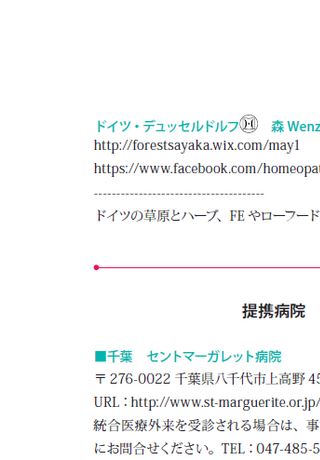 ドイツ・デュッセルドルフ 森 Wenz
http://forestsayaka.wix.com/may1
https://www.facebook.com/homeopat
--------------------------------------
ドイツの草原とハーブ、FE やローフード
提携病院
■千葉 セントマーガレット病院
〒276-0022 千葉県八千代市上高野 45
URL:http://www.st-marguerite.or.jp/
統合医療外来を受診される場合は、事
にお問合せください。TEL:047-485-5